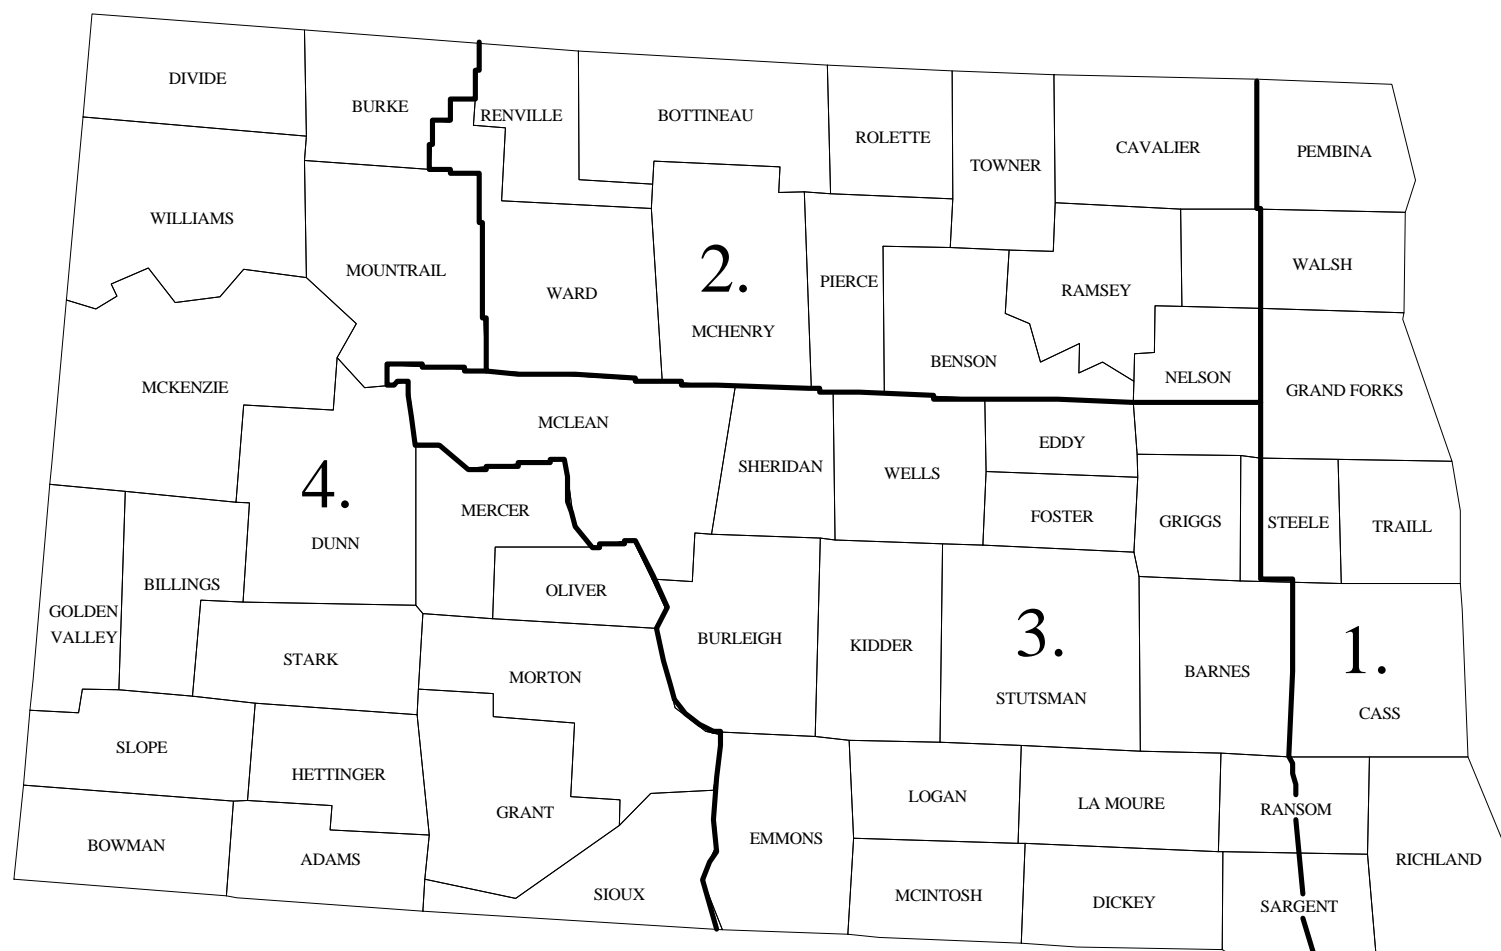 DIVIDE
BURKE
RENVILLE
BOTTINEAU
ROLETTE
TOWNER
CAVALIER
PEMBINA
WILLIAMS
MOUNTRAIL
WARD
2.
MCHENRY
PIERCE
BENSON
RAMSEY
WALSH
NELSON
GRAND FORKS
MCKENZIE
MCLEAN
SHERIDAN
WELLS
EDDY
FOSTER
GRIGGS
STEELE
TRAILL
4.
DUNN
MERCER
OLIVER
GOLDEN
VALLEY
BILLINGS
STARK
MORTON
BURLEIGH
KIDDER
3.
STUTSMAN
BARNES
1.
CASS
SLOPE
HETTINGER
GRANT
EMMONS
LOGAN
LA MOURE
RANSOM
RICHLAND
BOWMAN
ADAMS
SIOUX
MCINTOSH
DICKEY
SARGENT